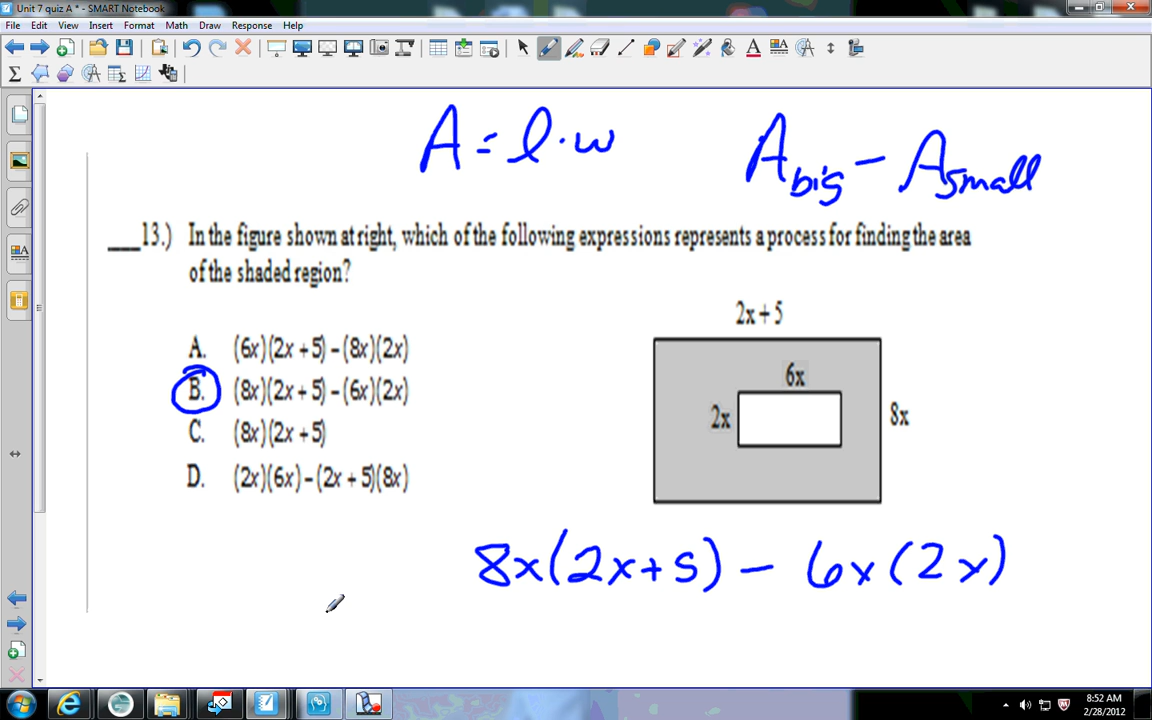 Unit 7 quiz A * - SMART Notebook
File Edit View Insert Format Tools Math Draw Response Help
A = l · w
A big - A small
___13.) In the figure shown at right, which of the following expressions represents a process for finding the area
of the shaded region?
2x + 5
A. (6x)(2x + 5) – (8x)(2x)
B. (8x)(2x + 5) – (6x)(2x)
C. (8x)(2x + 5)
D. (2x)(6x) – (2x + 5)(8x)
6x
2x
8x
8x(2x+5) - 6x(2x)
8:52 AM
2/28/2012